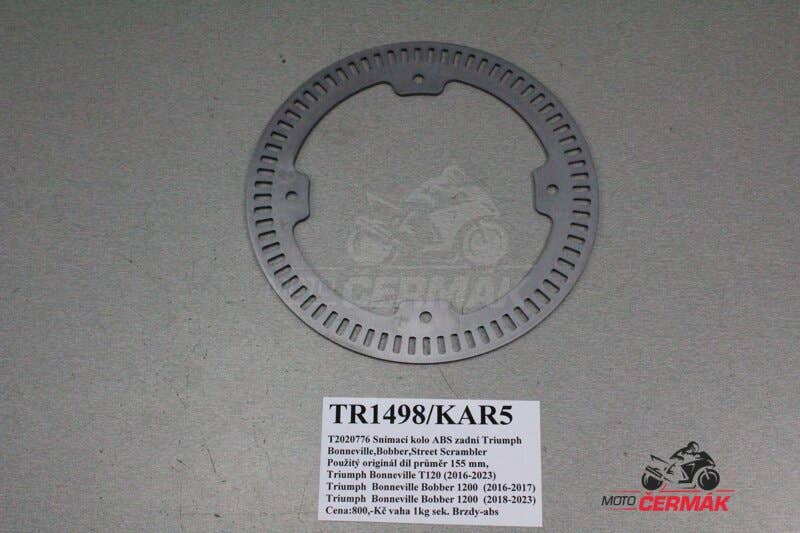 ČERMÁK
TR1498/KAR5
T2020776 Snímací kolo ABS zadní Triumph
Bonneville,Bobber,Street Scrambler
Použitý originál díl průměr 155 mm,
Triumph Bonneville T120 (2016-2023)
Triumph  Bonneville Bobber 1200  (2016-2017)
Triumph  Bonneville Bobber 1200  (2018-2023)
Cena:800,-Kč vaha 1kg sek. Brzdy-abs
MOTO
ČERMÁK